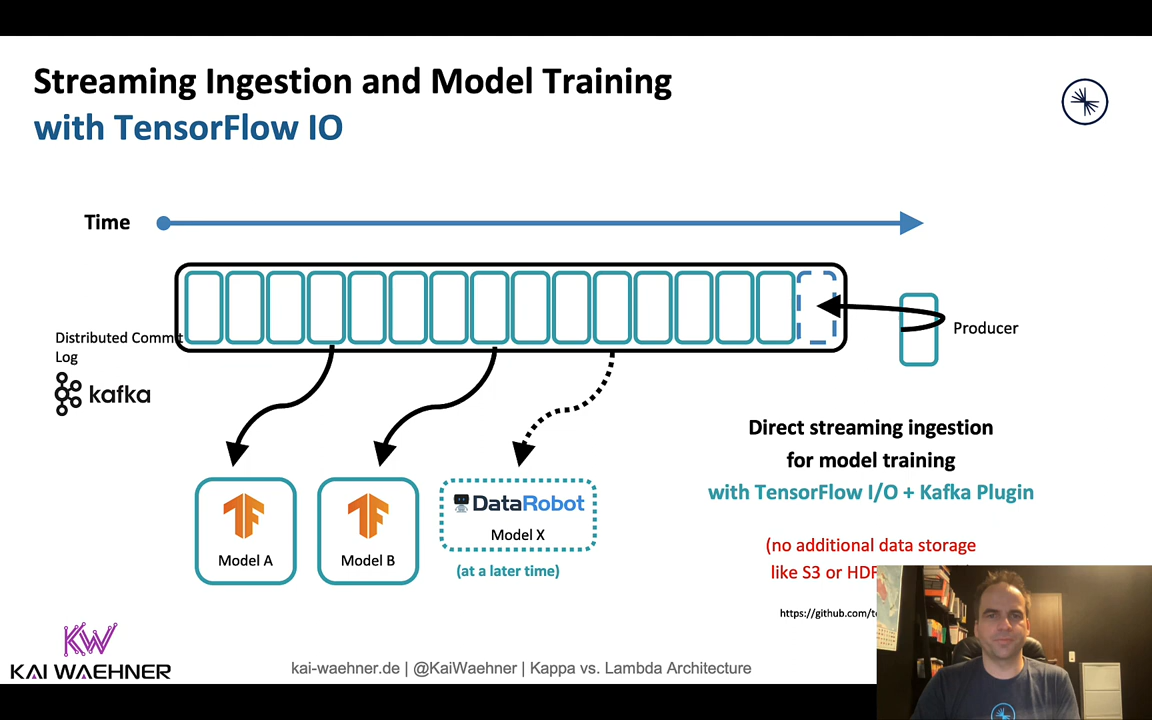 Streaming Ingestion and Model Training
with TensorFlow IO
Time
Distributed Commit
Log
kafka
Producer
Direct streaming ingestion
for model training
with TensorFlow I/O + Kafka Plugin
(no additional data storage
like S3 or
Model A
Model B
DataRobot
Model X
(at a later time)
KW
KAI WAEHNER
kai-waehner.de | @KaiWaehner | Kappa vs. Lambda Architecture